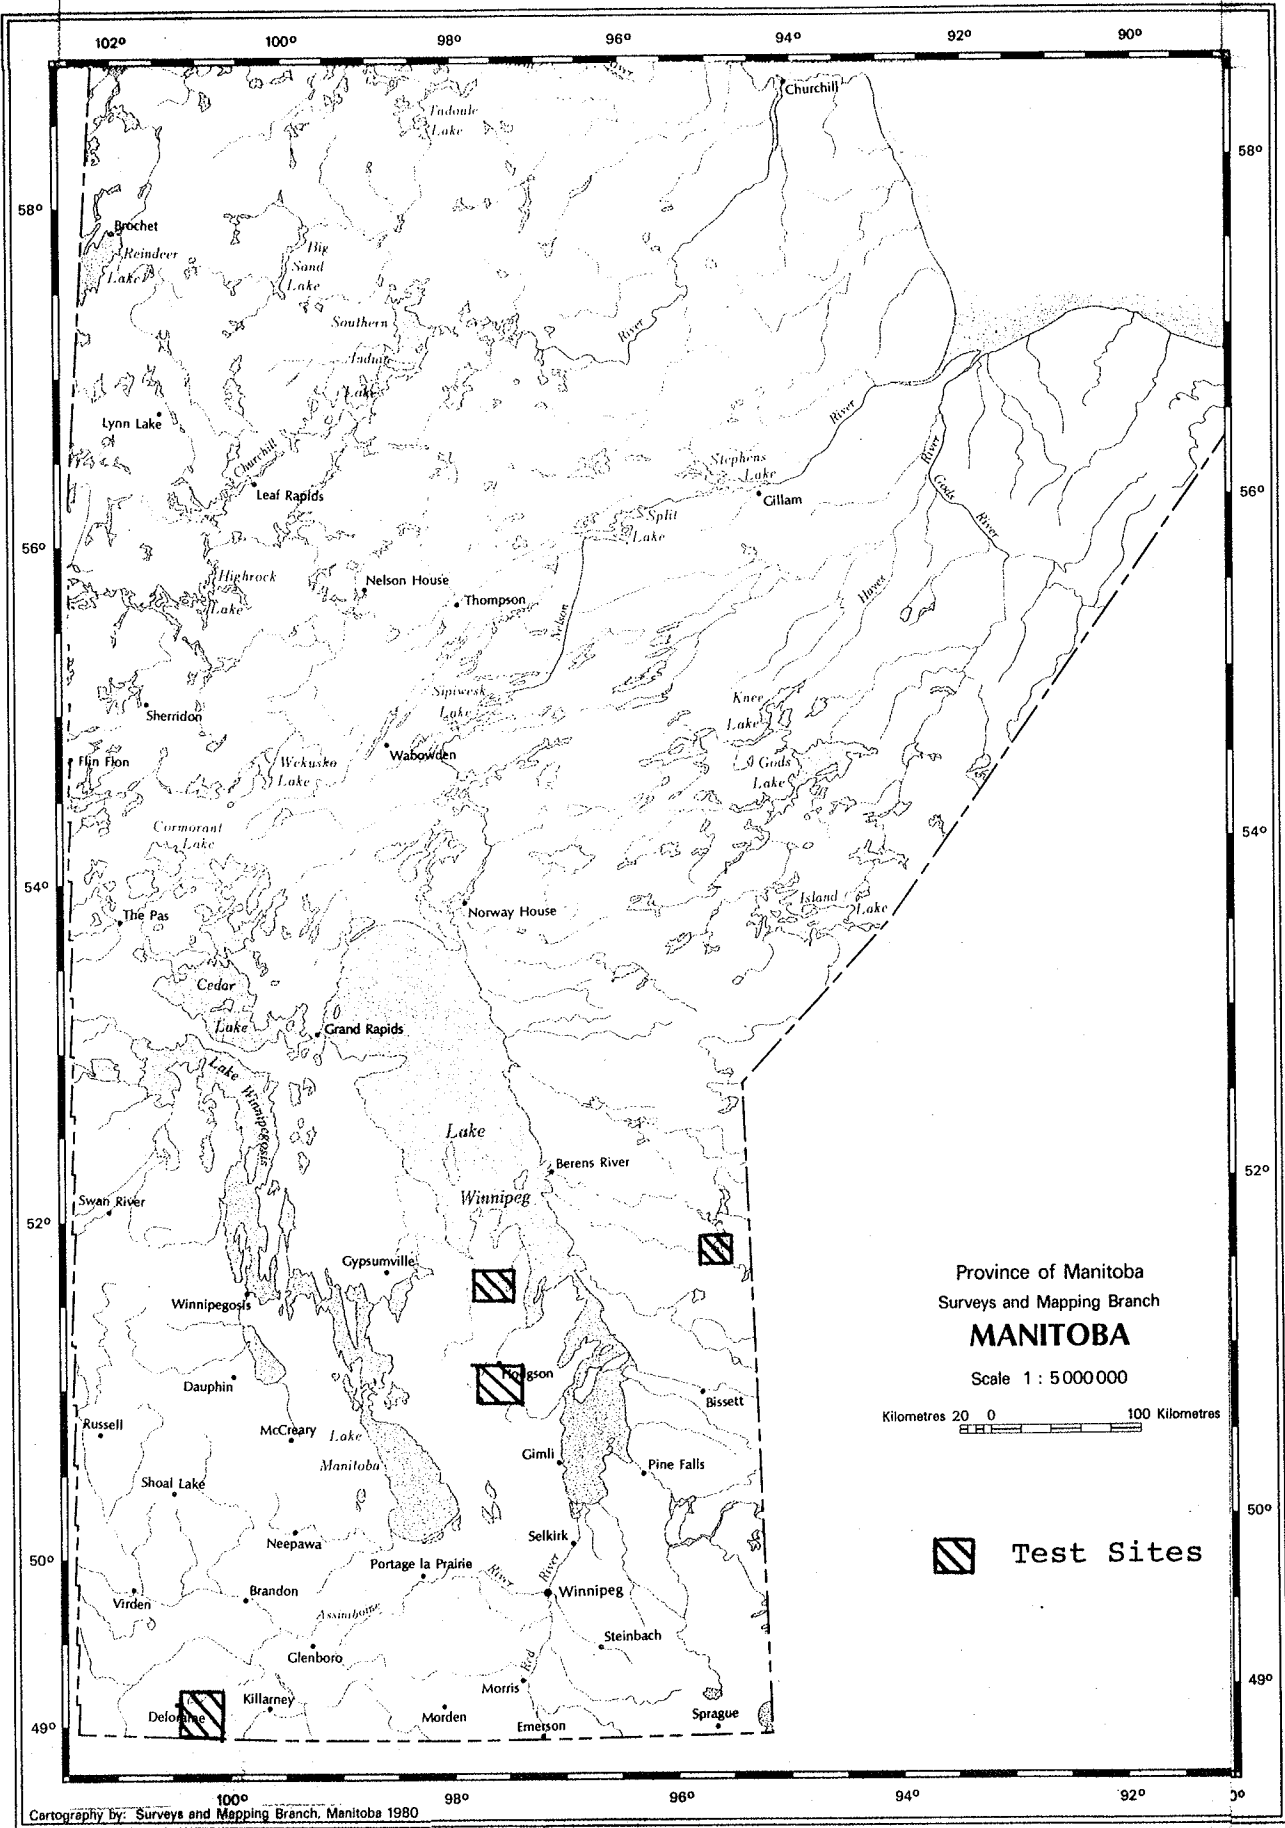 102° 100° 98° 96° 94° 92° 90°
Churchill
Tadoule
Lake
58°
58°
Brochet
Reindeer
Lake
Big
Sand
Lake
Southern
Indian
Lake
River
Lynn Lake
Churchill
Leaf Rapids
River
Stephens
Lake
Gillam
River
Gods
River
56°
Split
Lake
56°
Highrock
Lake
Nelson House
Thompson
Nelson
Hayes
Sipiwesk
Lake
Knee
Lake
Sherridon
Flin Flon
Wekusko
Lake
Wabowden
Gods
Lake
Cormorant
Lake
54°
54°
The Pas
Norway House
Island
Lake
Cedar
Lake
Grand Rapids
Lake
Winnipegosis
Lake
Winnipeg
Berens River
52°
Swan River
52°
Gypsumville
Winnipegosis
Hodgson
Dauphin
Bissett
Russell
McCreary
Lake
Manitoba
Gimli
Pine Falls
Shoal Lake
50°
Neepawa
Selkirk
50°
Portage la Prairie
River
River
Winnipeg
Virden
Brandon
Assiniboine
Glenboro
Steinbach
Red
Morris
49°
Deloraine
Killarney
Morden
Emerson
Sprague
49°
Province of Manitoba
Surveys and Mapping Branch
MANITOBA
Scale 1 : 5 000 000
Kilometres 20 0 100 Kilometres
Test Sites
100° 98° 96° 94° 92° 0°
Cartography by: Surveys and Mapping Branch, Manitoba 1980